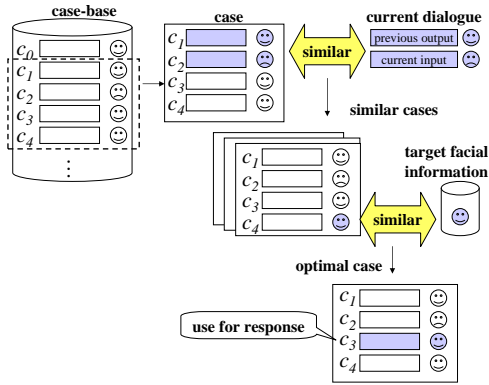 case-base
c0
c1
c2
c3
c4
⋮
case
c1
c2
c3
c4
similar
current dialogue
previous output
current input
similar cases
c1
c2
c3
c4
similar
target facial
information
optimal case
c1
c2
c3
c4
use for response